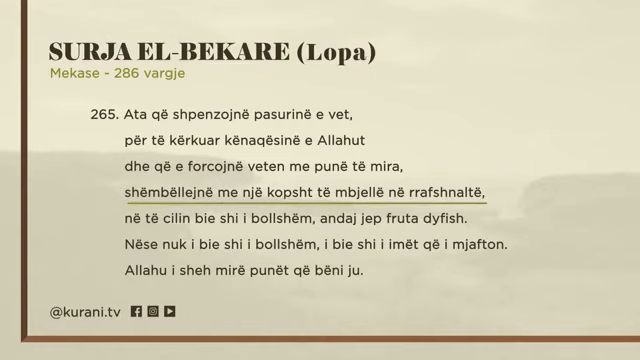 SURJA EL-BEKARE (Lopa)
Mekase - 286 vargje
265. Ata që shpenzojnë pasurinë e vet,
për të kërkuar kënaqësinë e Allahut
dhe që e forcojnë veten me punë të mira,
shëmbëllejnë me një kopsht të mbjellë në rrafshnaltë,
në të cilin bie shi i bollshëm, andaj jep fruta dyfish.
Nëse nuk i bie shi i bollshëm, i bie shi i imët që i mjafton.
Allahu i sheh mirë punët që bëni ju.
@kurani.tv